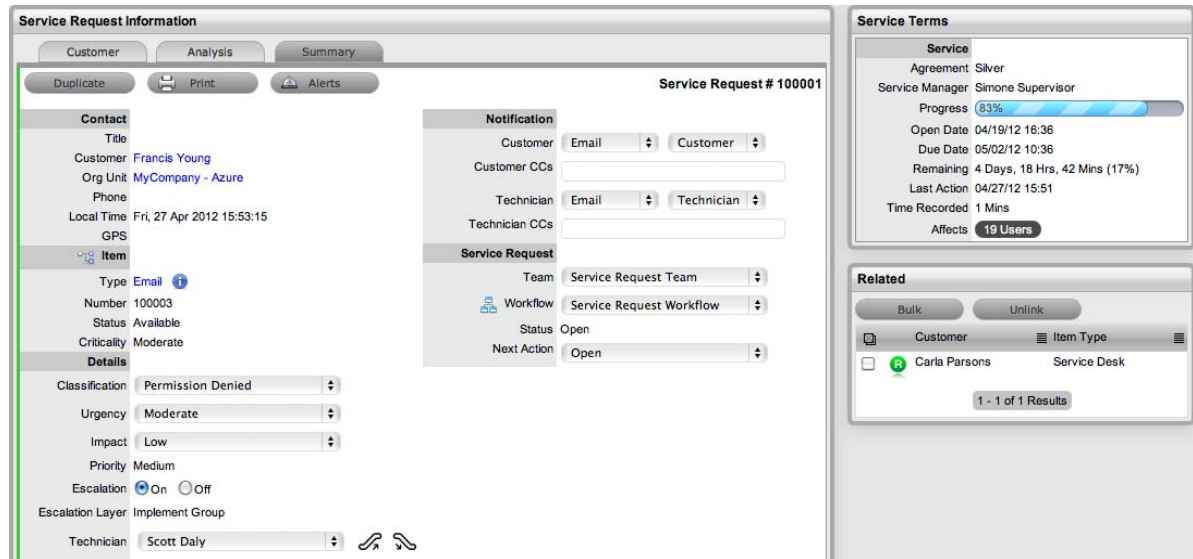 Service Request Information
Customer Analysis Summary
Duplicate Print Alerts Service Request # 100001
Contact
Title
Customer Francis Young
Org Unit MyCompany - Azure
Phone
Local Time Fri, 27 Apr 2012 15:53:15
GPS
Item
Type Email
Number 100003
Status Available
Criticality Moderate
Details
Classification Permission Denied
Urgency Moderate
Impact Low
Priority Medium
Escalation On Off
Escalation Layer Implement Group
Technician Scott Daly
Notification
Customer Email Customer
Customer CCs
Technician Email Technician
Technician CCs
Service Request
Team Service Request Team
Workflow Service Request Workflow
Status Open
Next Action Open
Service Terms
Service
Agreement Silver
Service Manager Simone Supervisor
Progress 83%
Open Date 04/19/12 16:36
Due Date 05/02/12 10:36
Remaining 4 Days, 18 Hrs, 42 Mins (17%)
Last Action 04/27/12 15:51
Time Recorded 1 Mins
Affects 19 Users
Related
Bulk Unlink
Customer Item Type
R Carla Parsons Service Desk
1 - 1 of 1 Results